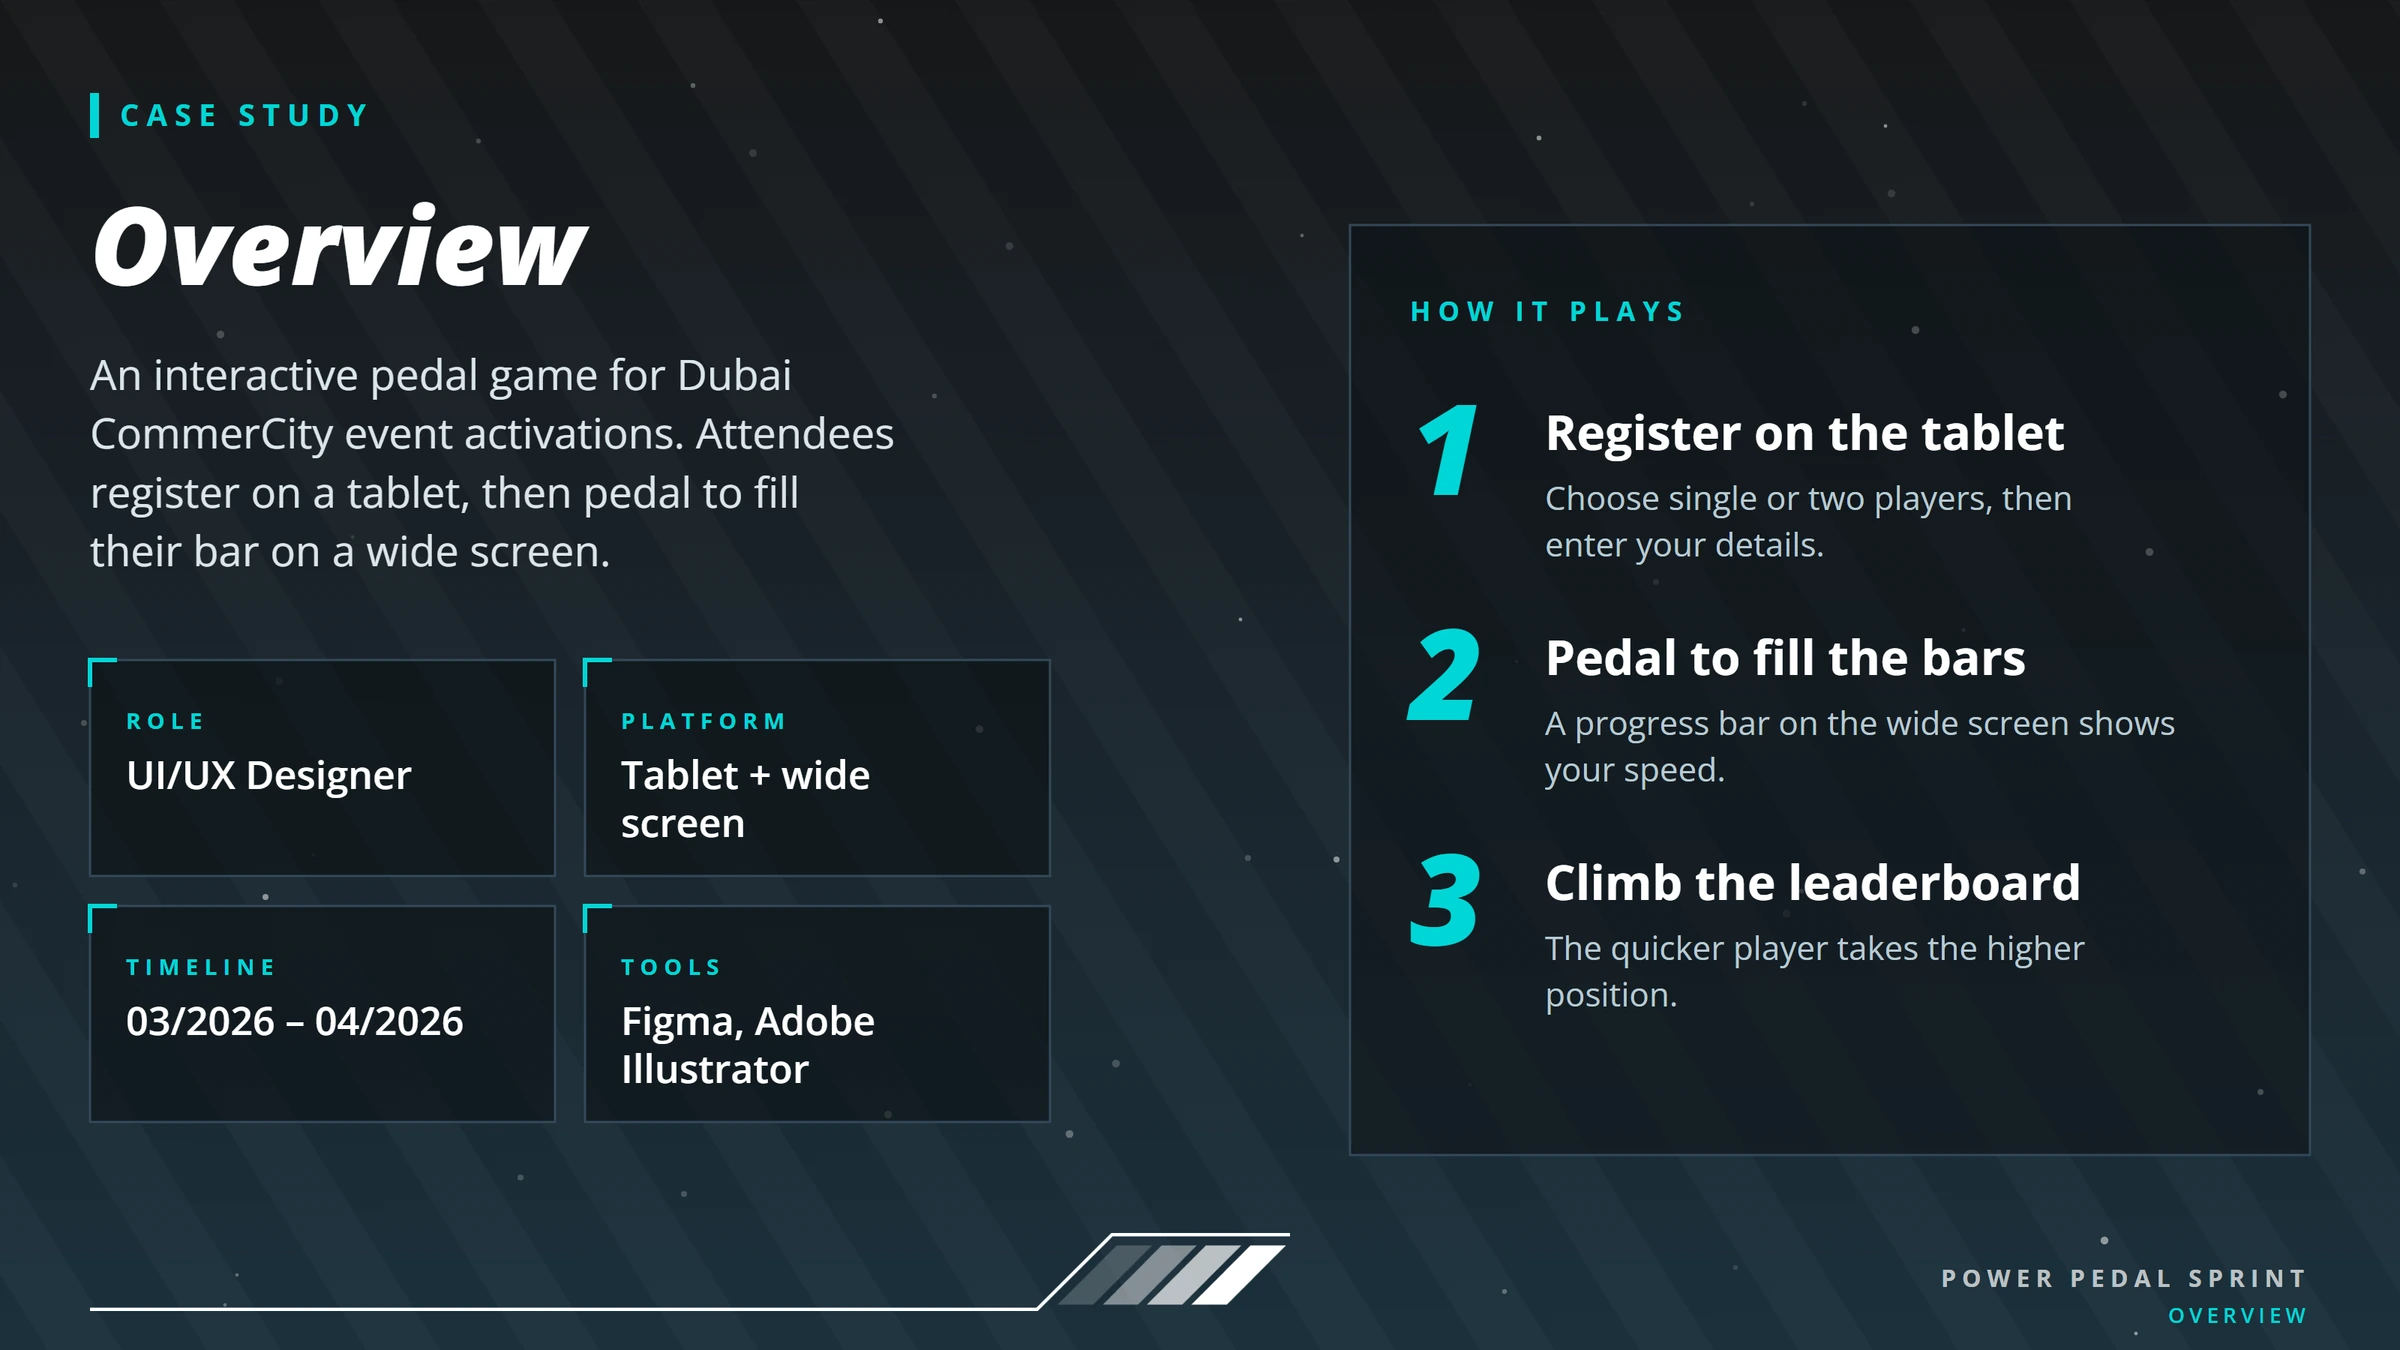 CASE STUDY
Overview
An interactive pedal game for Dubai
CommerCity event activations. Attendees
register on a tablet, then pedal to fill
their bar on a wide screen.
ROLE
UI/UX Designer
PLATFORM
Tablet + wide
screen
TIMELINE
03/2026 – 04/2026
TOOLS
Figma, Adobe
Illustrator
HOW IT PLAYS
1
Register on the tablet
Choose single or two players, then
enter your details.
2
Pedal to fill the bars
A progress bar on the wide screen shows
your speed.
3
Climb the leaderboard
The quicker player takes the higher
position.
POWER PEDAL SPRINT
OVERVIEW